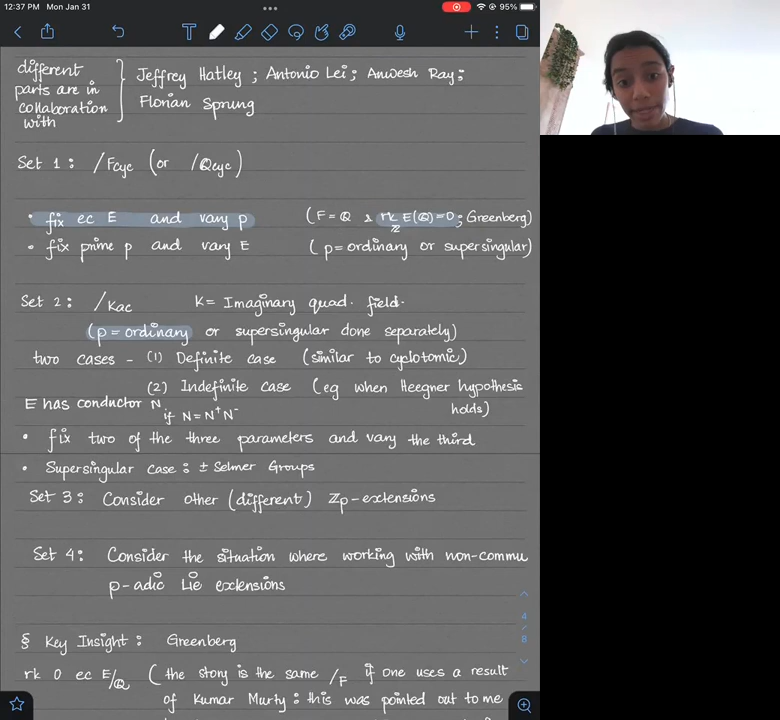 12:37 PM Mon Jan 31
95%
different parts are in collaboration with
Jeffrey Hatley ; Antonio Lei ; Anwesh Ray ;
Florian Sprung
Set 1 : /Fcyc (or /Qcyc)
• fix ec E and vary p (F = Q & rk_Z E(Q) = 0 ; Greenberg)
• fix prime p and vary E (p = ordinary or supersingular)
Set 2 : /Kac K = Imaginary quad. field.
(p = ordinary or supersingular done separately)
two cases - (1) Definite case (similar to cyclotomic)
(2) Indefinite case (eg when Heegner hypothesis holds)
E has conductor N if N = N⁺N⁻
• fix two of the three parameters and vary the third
• Supersingular case : ± Selmer Groups
Set 3 : Consider other (different) Zp-extensions
Set 4 : Consider the situation where working with non-commu
p-adic Lie extensions
4
/
8
§ Key Insight : Greenberg
rk 0 ec E/Q (the story is the same /F if one uses a result
of Kumar Murty : this was pointed out to me